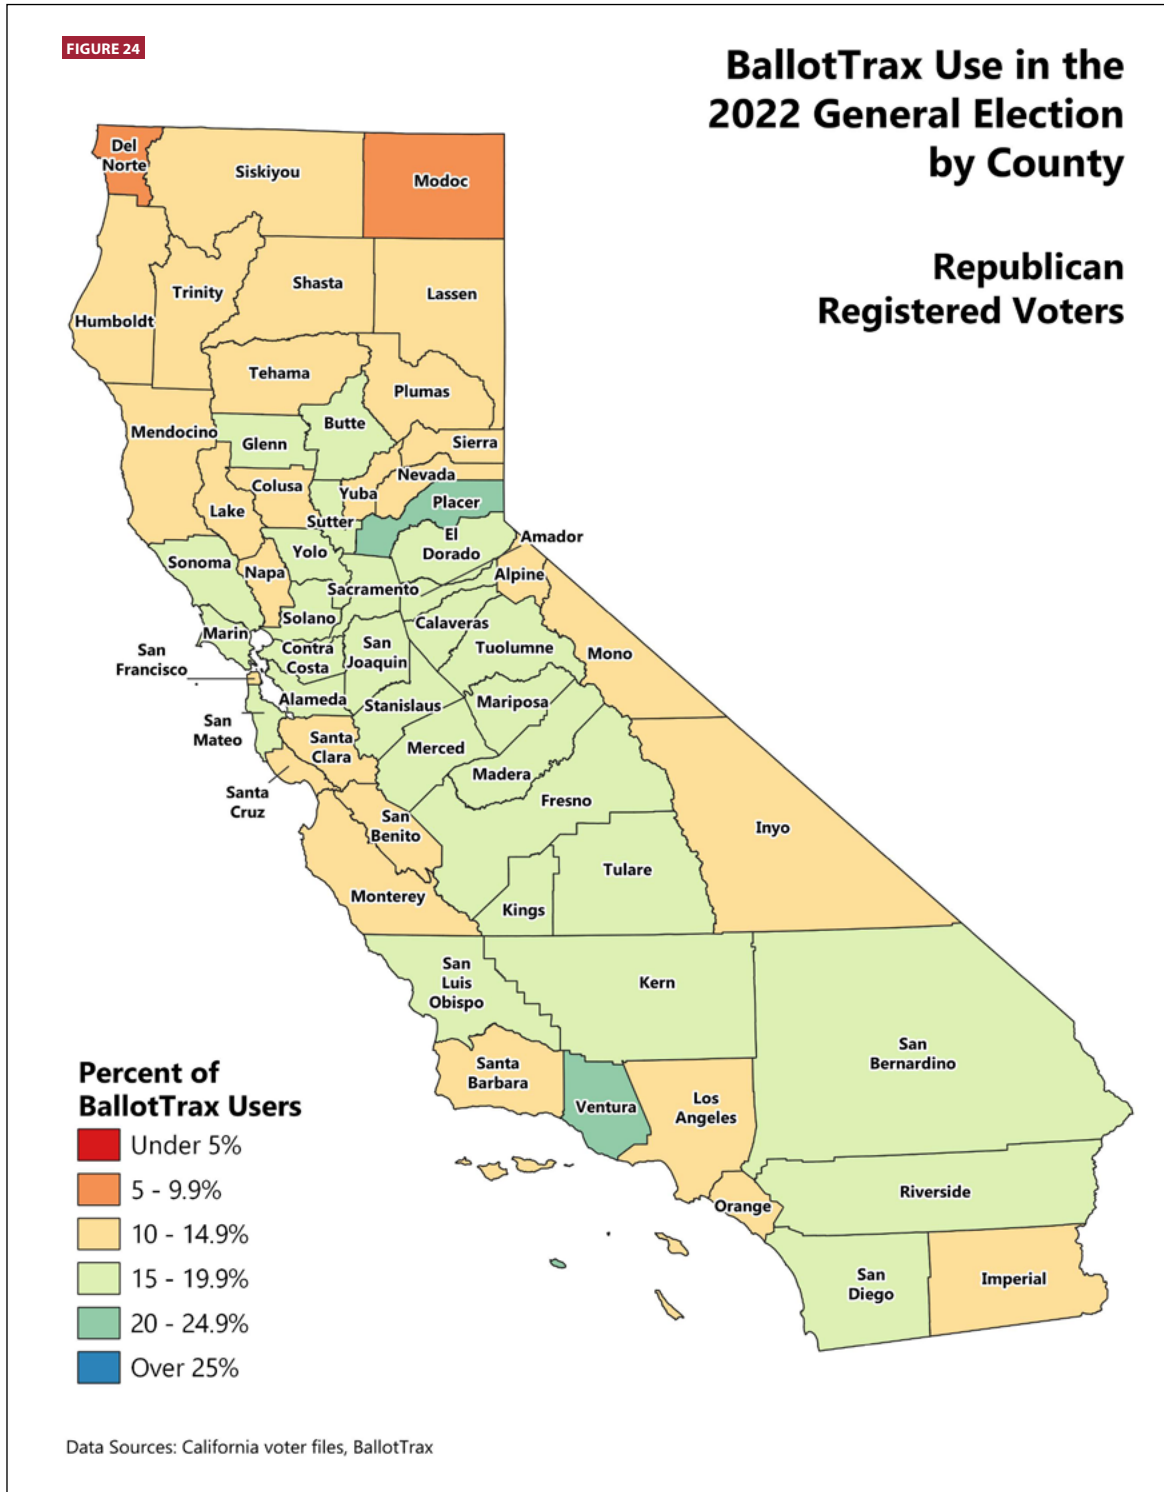 FIGURE 24
BallotTrax Use in the
2022 General Election
by County
Republican
Registered Voters
Del
Norte
Siskiyou
Modoc
Trinity
Shasta
Lassen
Humboldt
Tehama
Plumas
Mendocino
Glenn
Butte
Sierra
Nevada
Colusa
Yuba
Placer
Lake
Sutter
El
Dorado
Amador
Sonoma
Napa
Yolo
Alpine
Sacramento
Solano
Calaveras
Marin
Contra
Costa
San
Joaquin
Tuolumne
Mono
San
Francisco
Alameda
Stanislaus
Mariposa
San
Mateo
Santa
Clara
Merced
Madera
Santa
Cruz
Fresno
San
Benito
Inyo
Tulare
Monterey
Kings
San
Luis
Obispo
Kern
San
Bernardino
Santa
Barbara
Ventura
Los
Angeles
Riverside
Orange
San
Diego
Imperial
Percent of
BallotTrax Users
Under 5%
5 - 9.9%
10 - 14.9%
15 - 19.9%
20 - 24.9%
Over 25%
Data Sources: California voter files, BallotTrax